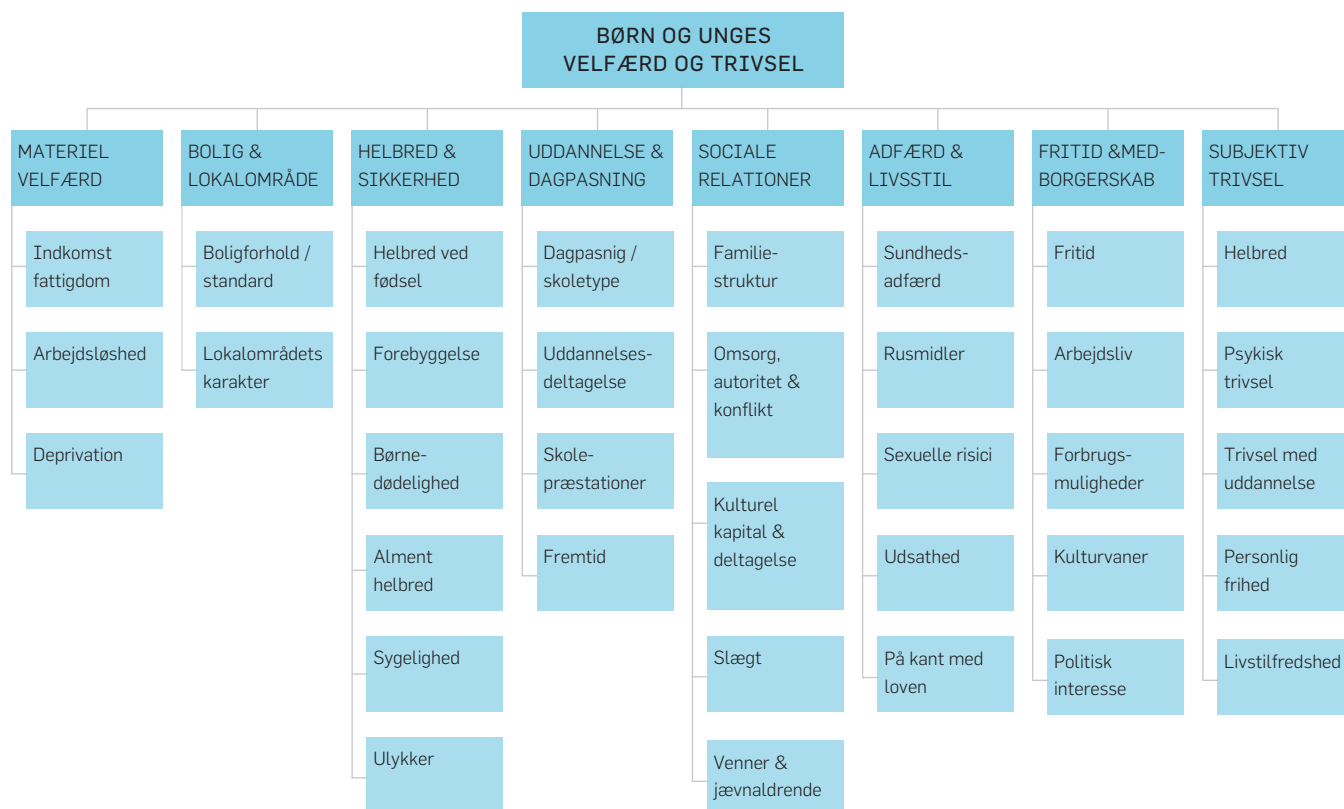 BØRN OG UNGES
VELFÆRD OG TRIVSEL
MATERIEL
VELFÆRD
Indkomst
fattigdom
Arbejdsløshed
Deprivation
BOLIG &
LOKALOMRÅDE
Boligforhold /
standard
Lokalområdets
karakter
HELBRED &
SIKKERHED
Helbred ved
fødsel
Forebyggelse
Børne-
dødelighed
Alment
helbred
Sygelighed
Ulykker
UDDANNELSE &
DAGPASNING
Dagpasnig /
skoletype
Uddannelses-
deltagelse
Skole-
præstationer
Fremtid
SOCIALE
RELATIONER
Familie-
struktur
Omsorg,
autoritet &
konflikt
Kulturel
kapital &
deltagelse
Slægt
Venner &
jævnaldrende
ADFÆRD &
LIVSSTIL
Sundheds-
adfærd
Rusmidler
Sexuelle risici
Udsathed
På kant med
loven
FRITID &MED-
BORGERSKAB
Fritid
Arbejdsliv
Forbrugs-
muligheder
Kulturvaner
Politisk
interesse
SUBJEKTIV
TRIVSEL
Helbred
Psykisk
trivsel
Trivsel med
uddannelse
Personlig
frihed
Livstilfredshed